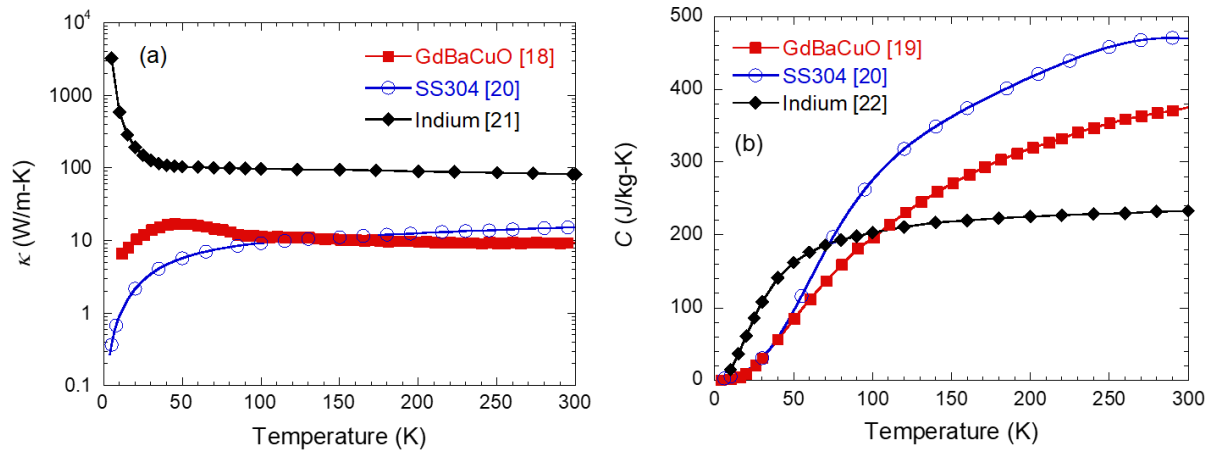 (a)
GdBaCuO [18]
SS304 [20]
Indium [21]
κ (W/m-K)
10⁴
1000
100
10
1
0.1
0 50 100 150 200 250 300
Temperature (K)
(b)
GdBaCuO [19]
SS304 [20]
Indium [22]
C (J/kg-K)
500
400
300
200
100
0
0 50 100 150 200 250 300
Temperature (K)